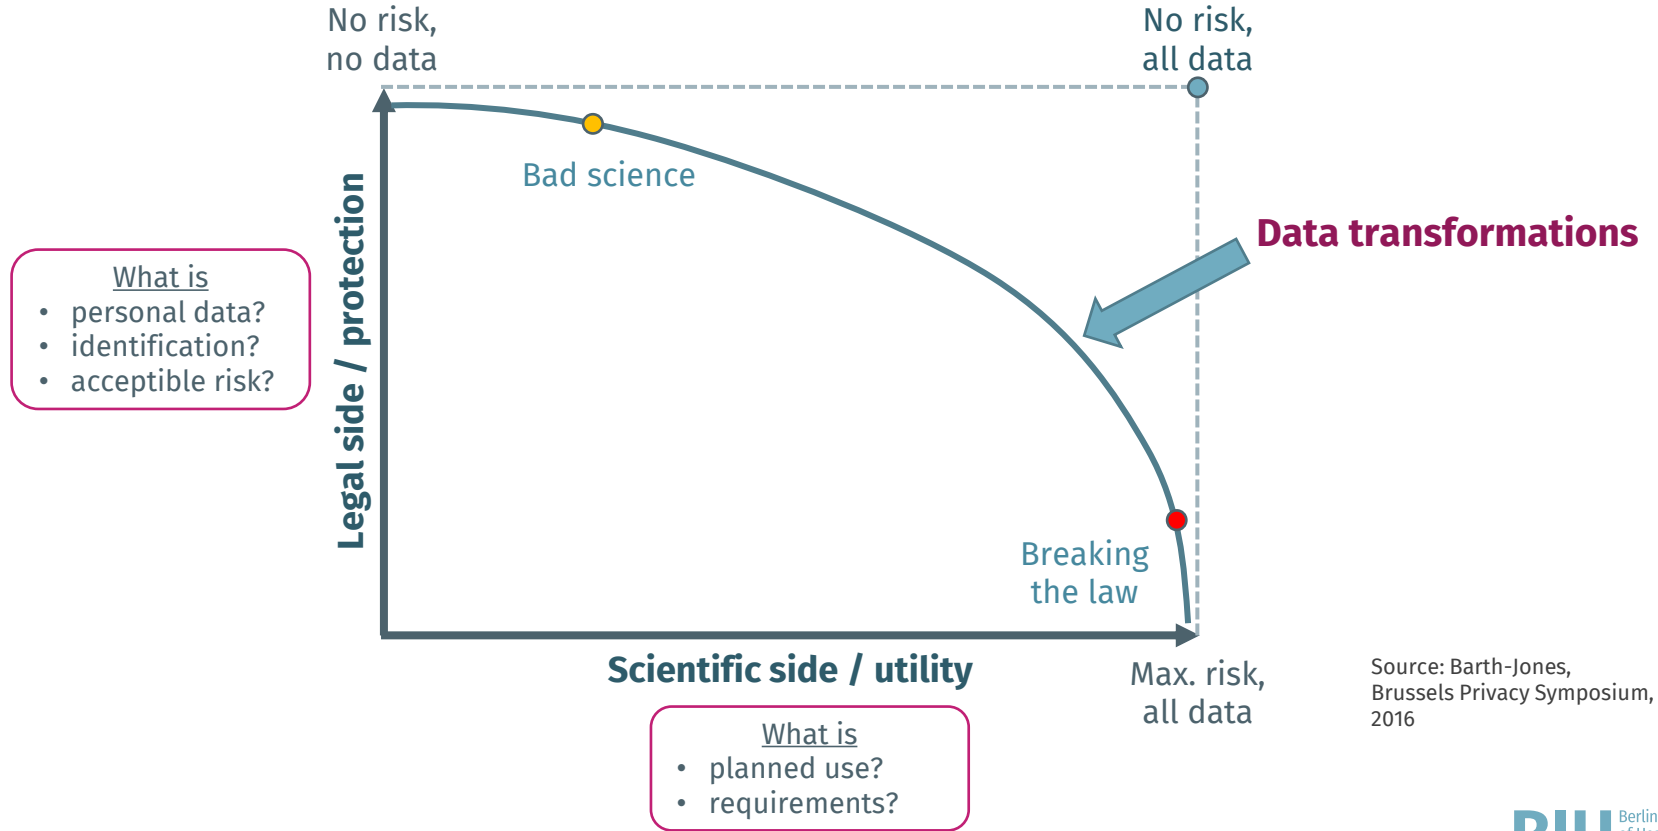 No risk,
no data
No risk,
all data
Bad science
Data transformations
Legal side / protection
What is
• personal data?
• identification?
• acceptible risk?
Breaking
the law
Scientific side / utility
Max. risk,
all data
Source: Barth-Jones,
Brussels Privacy Symposium,
2016
What is
• planned use?
• requirements?
Berlin